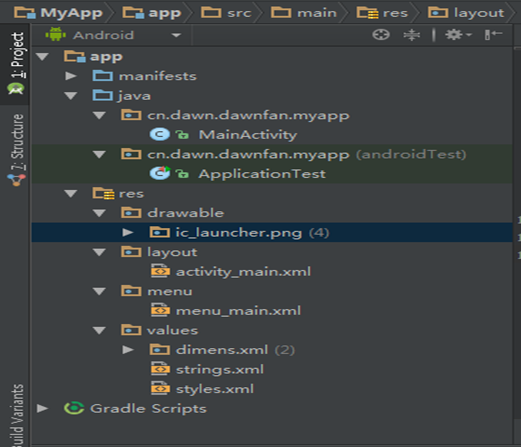 MyApp app src main res layout
Android
1: Project
app
manifests
java
cn.dawn.dawnfan.myapp
MainActivity
cn.dawn.dawnfan.myapp (androidTest)
ApplicationTest
7: Structure
res
drawable
ic_launcher.png (4)
layout
activity_main.xml
menu
menu_main.xml
values
dimens.xml (2)
strings.xml
styles.xml
Gradle Scripts
Build Variants